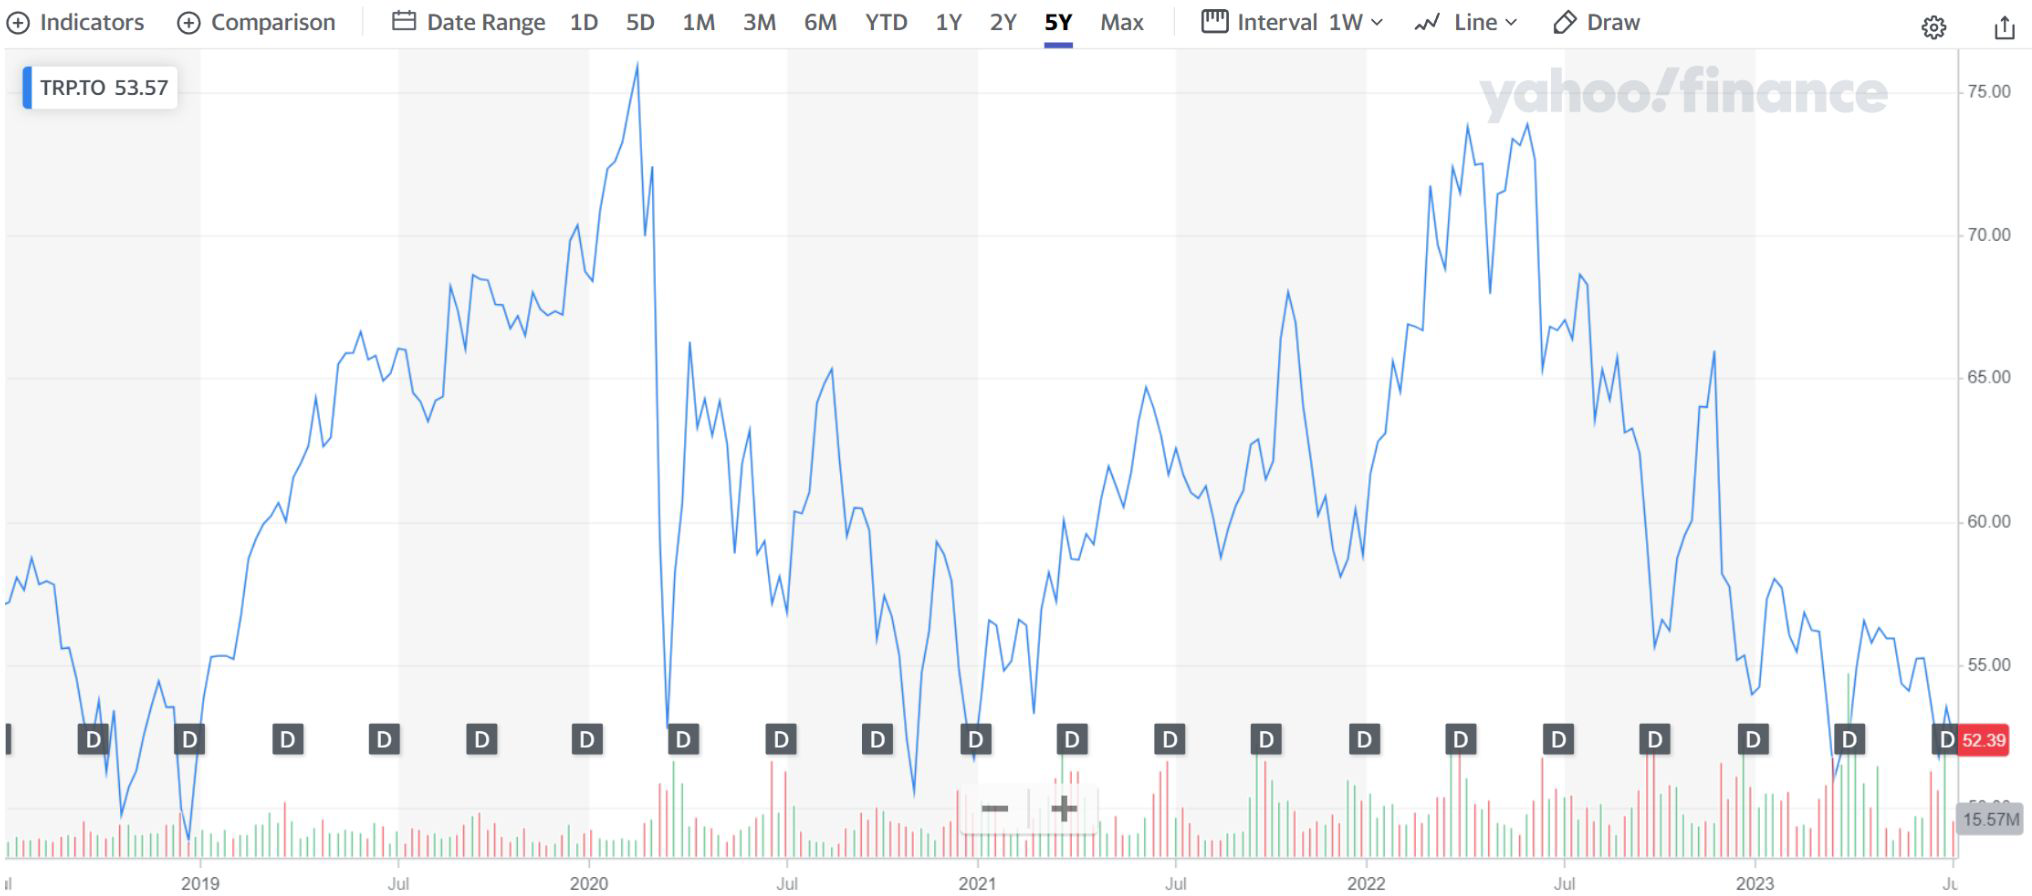 Indicators Comparison Date Range 1D 5D 1M 3M 6M YTD 1Y 2Y 5Y Max Interval 1W Line Draw
TRP.TO 53.57
yahoo!finance
75.00
70.00
65.00
60.00
55.00
D D D D D D D D D D D D D D D D D D D D
52.39
15.57M
2019 Jul 2020 Jul 2021 Jul 2022 Jul 2023